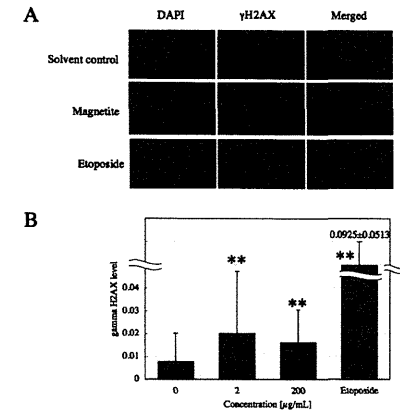 A
DAPI γH2AX Merged
Solvent control
Magnetite
Etoposide
B
0.0925±0.0513
**
**
**
gamma H2AX level
0.04
0.03
0.02
0.01
0
0 2 200 Etoposide
Concentration [μg/mL]